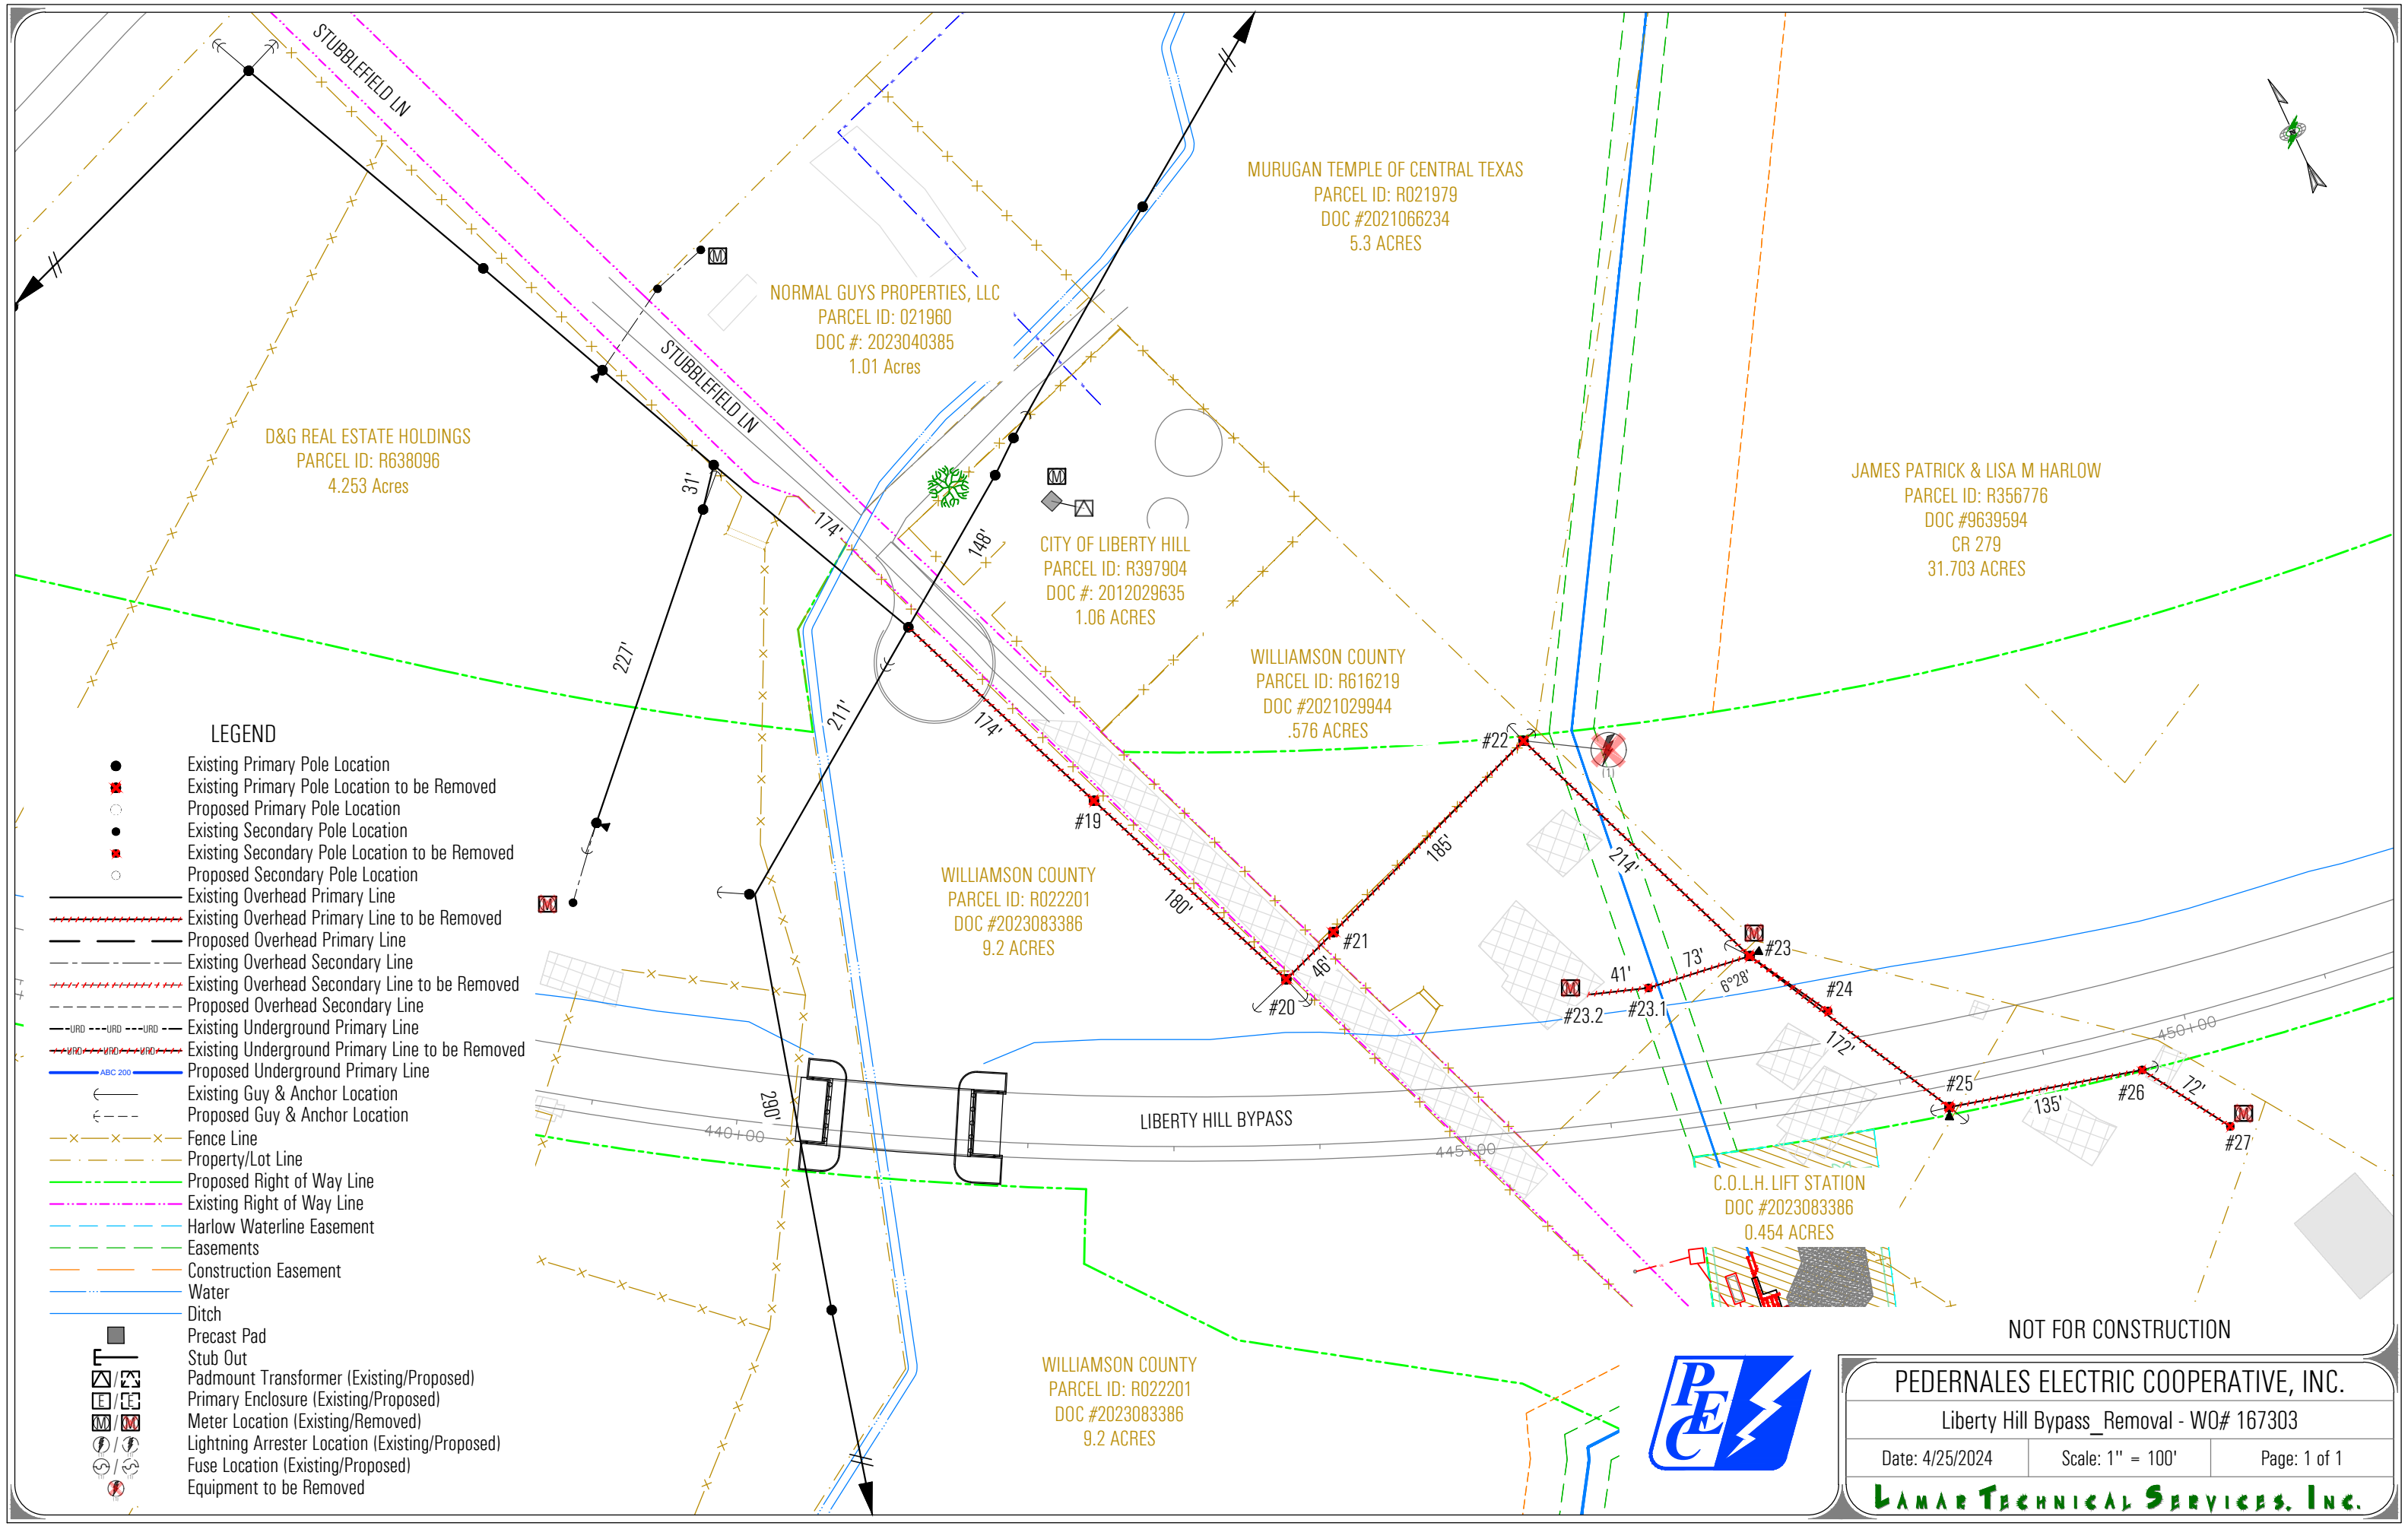 STUBBLEFIELD LN
MURUGAN TEMPLE OF CENTRAL TEXAS
PARCEL ID: R021979
DOC #2021066234
5.3 ACRES
NORMAL GUYS PROPERTIES, LLC
PARCEL ID: 021960
DOC #: 2023040385
1.01 Acres
STUBBLEFIELD LN
D&G REAL ESTATE HOLDINGS
PARCEL ID: R638096
4.253 Acres
JAMES PATRICK & LISA M HARLOW
PARCEL ID: R356776
DOC #9639594
CR 279
31.703 ACRES
31'
174'
148'
CITY OF LIBERTY HILL
PARCEL ID: R397904
DOC #: 2012029635
1.06 ACRES
227'
211'
174'
WILLIAMSON COUNTY
PARCEL ID: R616219
DOC #2021029944
.576 ACRES
#22
(1)
#19
185'
214'
WILLIAMSON COUNTY
PARCEL ID: R022201
DOC #2023083386
9.2 ACRES
180'
#21
46'
#20
M
#23
73'
41'
6°28'
#24
#23.2
#23.1
172'
450+00
#25
135'
#26
72'
#27
290'
440+00
LIBERTY HILL BYPASS
445+00
C.O.L.H. LIFT STATION
DOC #2023083386
0.454 ACRES
WILLIAMSON COUNTY
PARCEL ID: R022201
DOC #2023083386
9.2 ACRES
LEGEND
Existing Primary Pole Location
Existing Primary Pole Location to be Removed
Proposed Primary Pole Location
Existing Secondary Pole Location
Existing Secondary Pole Location to be Removed
Proposed Secondary Pole Location
Existing Overhead Primary Line
Existing Overhead Primary Line to be Removed
Proposed Overhead Primary Line
Existing Overhead Secondary Line
Existing Overhead Secondary Line to be Removed
Proposed Overhead Secondary Line
URD URD URD Existing Underground Primary Line
URD URD URD Existing Underground Primary Line to be Removed
ABC 200 Proposed Underground Primary Line
Existing Guy & Anchor Location
Proposed Guy & Anchor Location
Fence Line
Property/Lot Line
Proposed Right of Way Line
Existing Right of Way Line
Harlow Waterline Easement
Easements
Construction Easement
Water
Ditch
Precast Pad
Stub Out
Padmount Transformer (Existing/Proposed)
E / E Primary Enclosure (Existing/Proposed)
M / M Meter Location (Existing/Removed)
Lightning Arrester Location (Existing/Proposed)
Fuse Location (Existing/Proposed)
Equipment to be Removed
NOT FOR CONSTRUCTION
PEC
PEDERNALES ELECTRIC COOPERATIVE, INC.
Liberty Hill Bypass_Removal - WO# 167303
Date: 4/25/2024
Scale: 1" = 100'
Page: 1 of 1
LAMAR TECHNICAL SERVICES, INC.